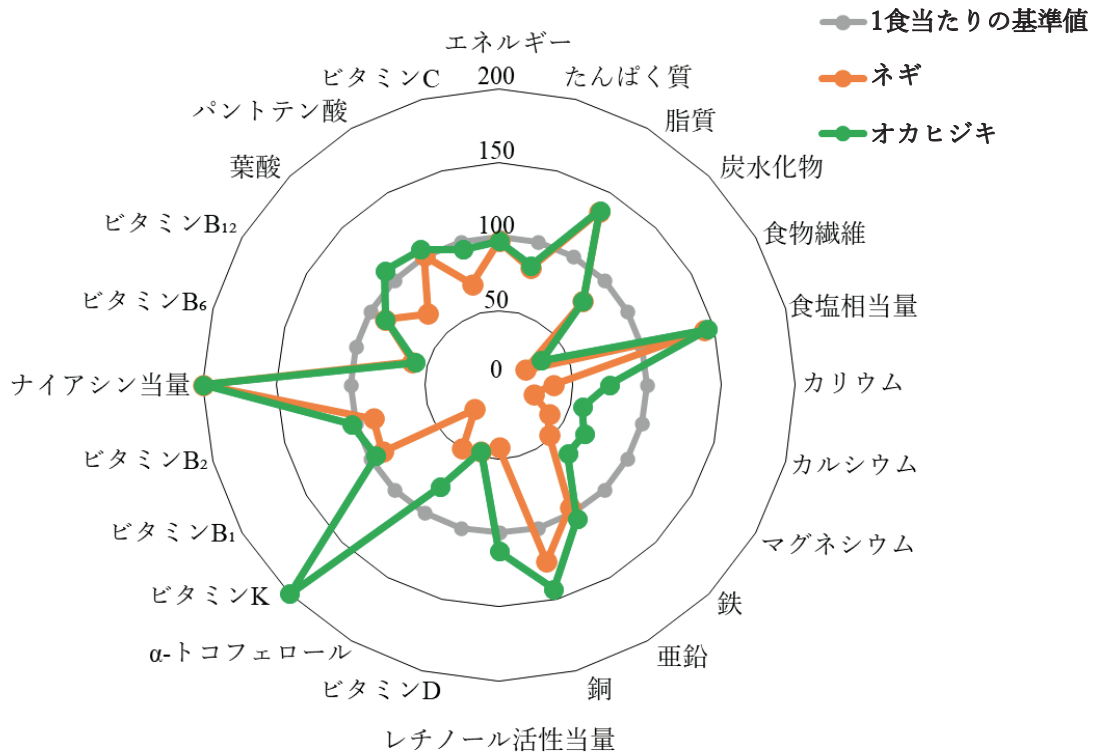 1食当たりの基準値
ネギ
オカヒジキ
エネルギー
たんぱく質
脂質
炭水化物
食物繊維
食塩相当量
カリウム
カルシウム
マグネシウム
鉄
亜鉛
銅
レチノール活性当量
ビタミンD
α-トコフェロール
ビタミンK
ビタミンB₁
ビタミンB₂
ナイアシン当量
ビタミンB₆
ビタミンB₁₂
葉酸
パントテン酸
ビタミンC
200
150
100
50
0